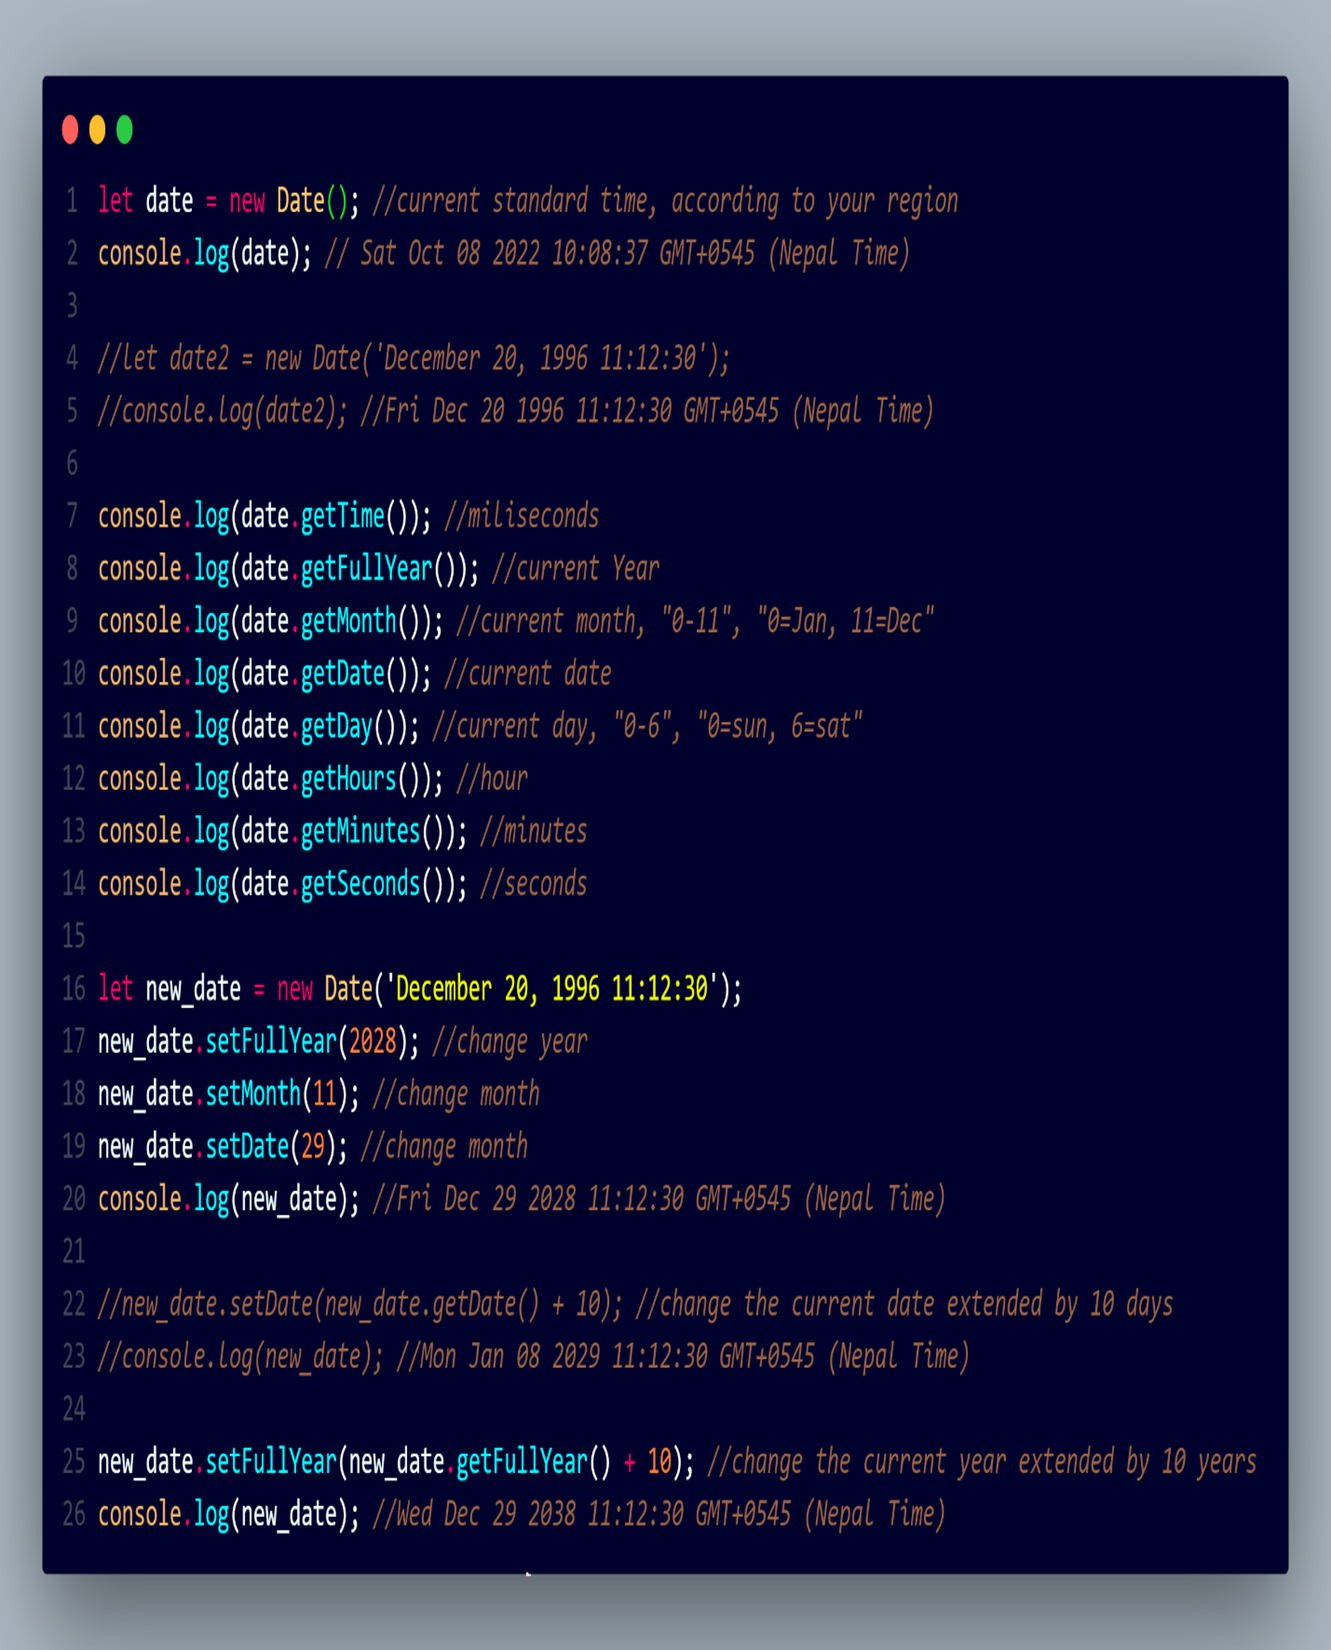 1 let date = new Date(); //current standard time, according to your region
2 console.log(date); // Sat Oct 08 2022 10:08:37 GMT+0545 (Nepal Time)
3
4 //let date2 = new Date('December 20, 1996 11:12:30');
5 //console.log(date2); //Fri Dec 20 1996 11:12:30 GMT+0545 (Nepal Time)
6
7 console.log(date.getTime()); //miliseconds
8 console.log(date.getFullYear()); //current Year
9 console.log(date.getMonth()); //current month, "0-11", "0=Jan, 11=Dec"
10 console.log(date.getDate()); //current date
11 console.log(date.getDay()); //current day, "0-6", "0=sun, 6=sat"
12 console.log(date.getHours()); //hour
13 console.log(date.getMinutes()); //minutes
14 console.log(date.getSeconds()); //seconds
15
16 let new_date = new Date('December 20, 1996 11:12:30');
17 new_date.setFullYear(2028); //change year
18 new_date.setMonth(11); //change month
19 new_date.setDate(29); //change month
20 console.log(new_date); //Fri Dec 29 2028 11:12:30 GMT+0545 (Nepal Time)
21
22 //new_date.setDate(new_date.getDate() + 10); //change the current date extended by 10 days
23 //console.log(new_date); //Mon Jan 08 2029 11:12:30 GMT+0545 (Nepal Time)
24
25 new_date.setFullYear(new_date.getFullYear() + 10); //change the current year extended by 10 years
26 console.log(new_date); //Wed Dec 29 2038 11:12:30 GMT+0545 (Nepal Time)